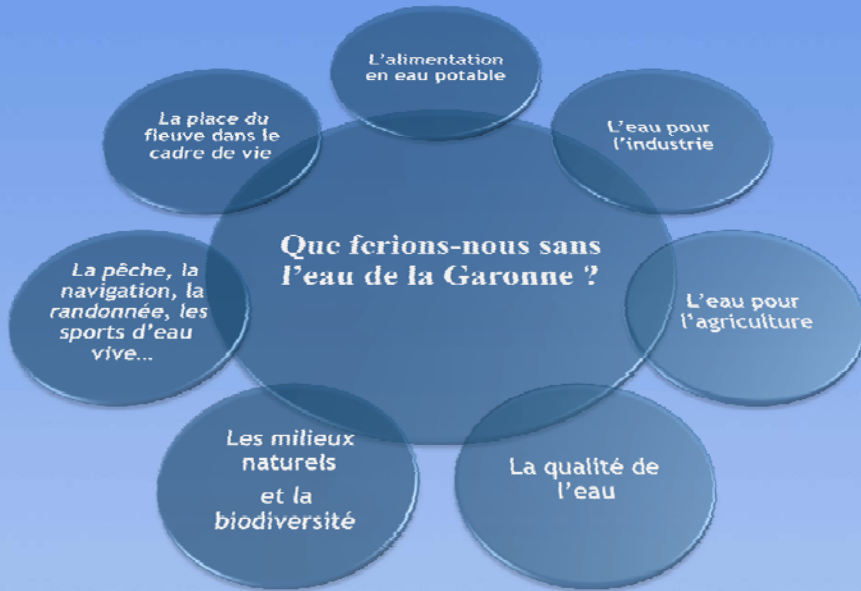 L'alimentation
en eau potable
La place du
fleuve dans le
cadre de vie
L'eau pour
l'industrie
Que ferions-nous sans
l'eau de la Garonne ?
La pêche, la
navigation, la
randonnée, les
sports d'eau
vive...
L'eau pour
l'agriculture
Les milieux
naturels
et la
biodiversité
La qualité de
l'eau